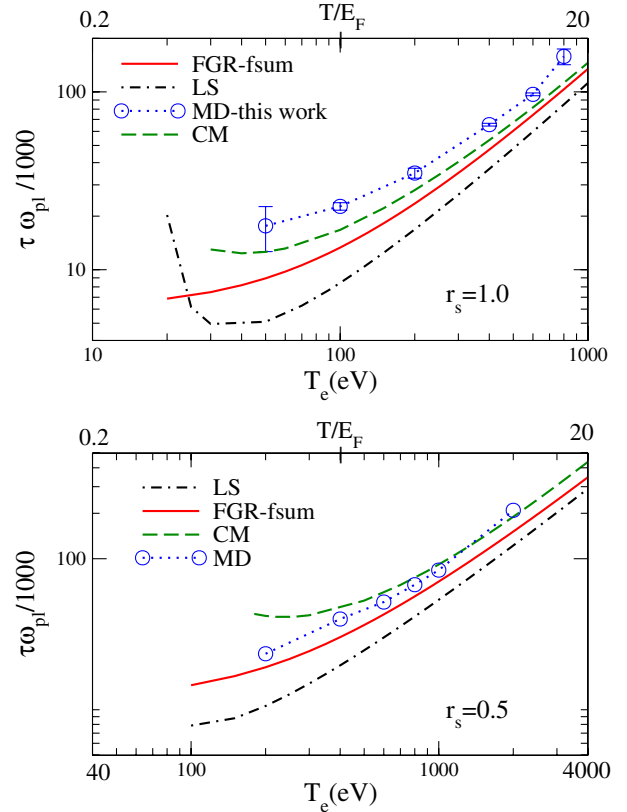 0.2 T/E_F 20
FGR-fsum
LS
MD-this work
CM
100
10
τ ω_pl /1000
r_s=1.0
10 100 1000
T_e(eV)
0.2 T/E_F 20
LS
FGR-fsum
CM
MD
100
τω_pl/1000
r_s=0.5
40 100 1000 4000
T_e(eV)